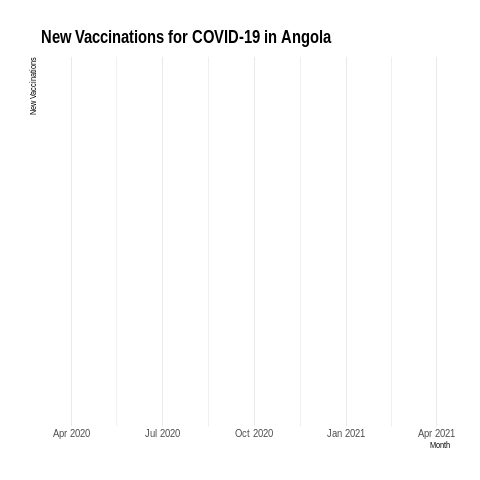 New Vaccinations for COVID-19 in Angola
New Vaccinations
Apr 2020 Jul 2020 Oct 2020 Jan 2021 Apr 2021
Month